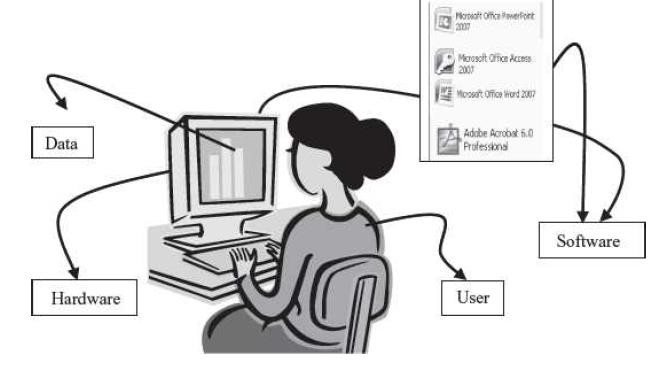 Microsoft Office PowerPoint
2007
Microsoft Office Access
2007
Microsoft Office Word 2007
Adobe Acrobat 6.0
Professional
Data
Software
Hardware
User